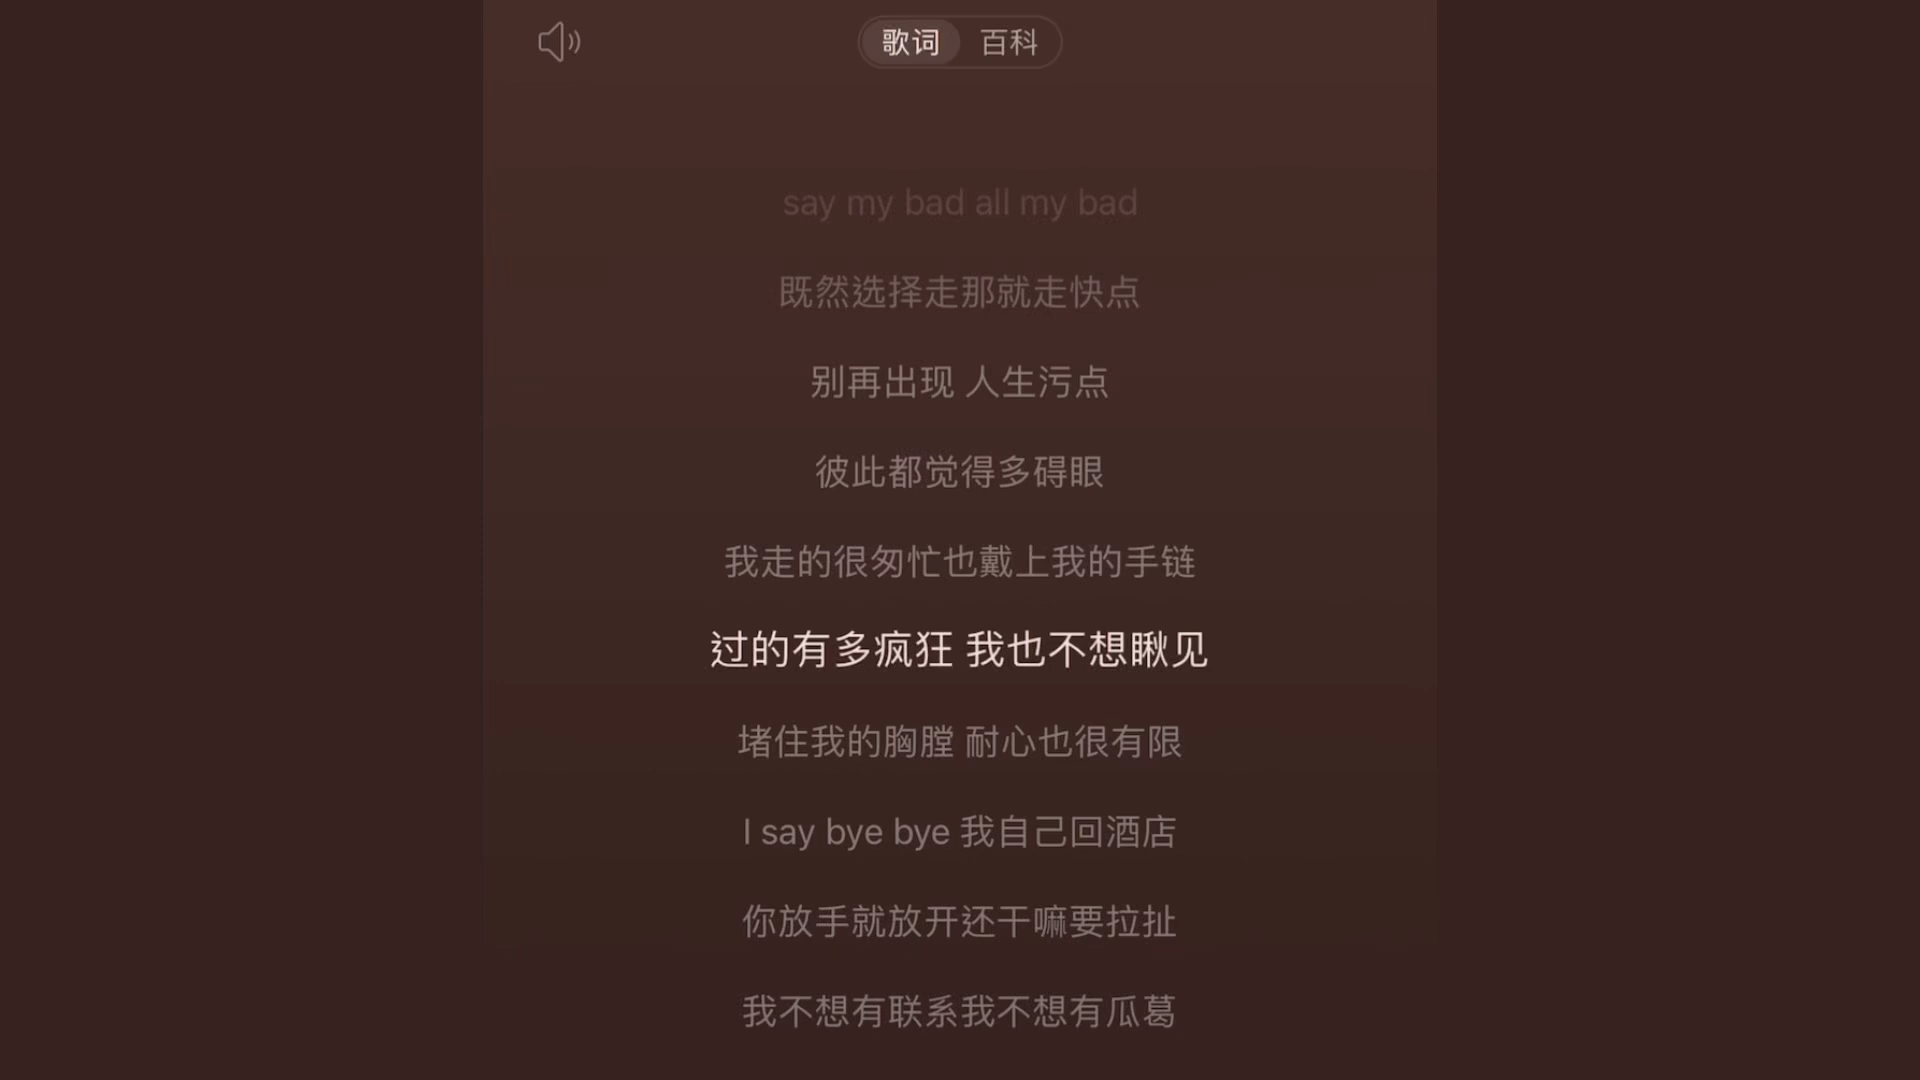 歌词 百科
say my bad all my bad
既然选择走那就走快点
别再出现 人生污点
彼此都觉得多碍眼
我走的很匆忙也戴上我的手链
过的有多疯狂 我也不想瞅见
堵住我的胸膛 耐心也很有限
I say bye bye 我自己回酒店
你放手就放开还干嘛要拉扯
我不想有联系我不想有瓜葛